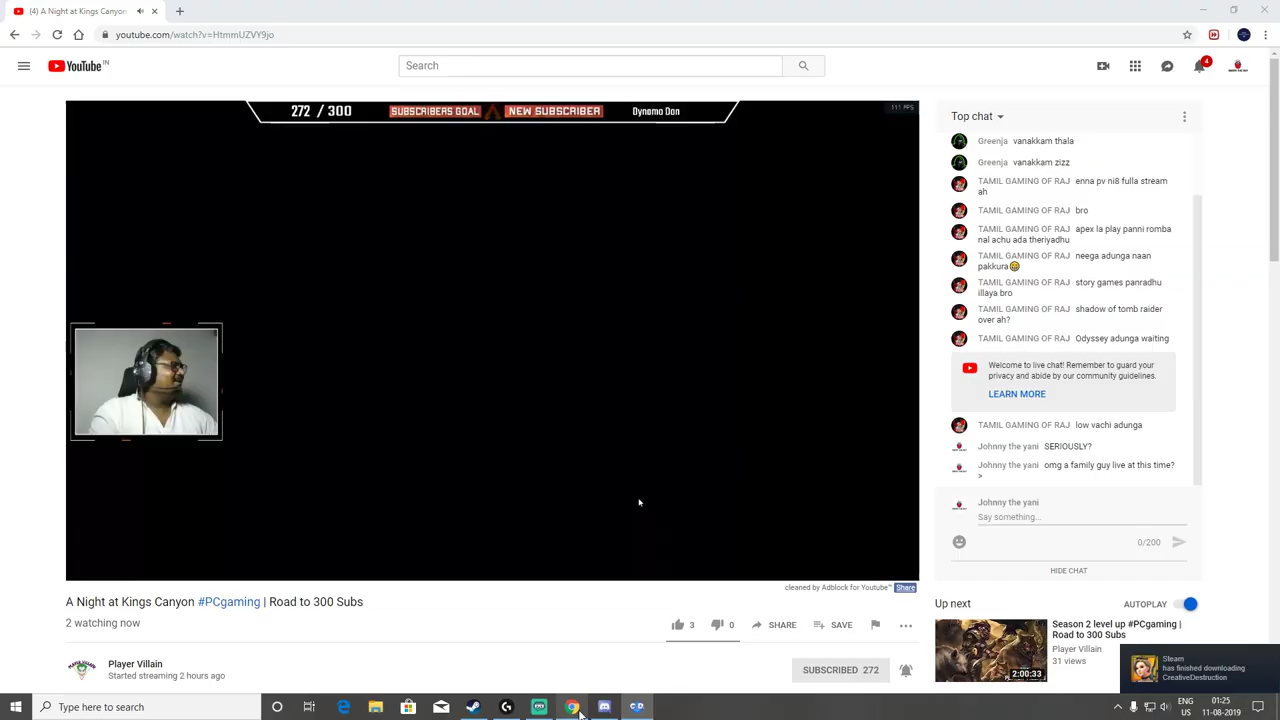 (4) A Night at Kings Canyon
youtube.com/watch?v=HtmmUZVY9jo
YouTube IN
Search
4
272 / 300 SUBSCRIBERS GOAL NEW SUBSCRIBER Dynamo Don
111 FPS
Top chat
Greenja vanakkam thala
Greenja vanakkam zizz
TAMIL GAMING OF RAJ enna pv ni8 fulla stream
ah
TAMIL GAMING OF RAJ bro
TAMIL GAMING OF RAJ apex la play panni romba
nal achu ada theriyadhu
TAMIL GAMING OF RAJ neega adunga naan
pakkura
TAMIL GAMING OF RAJ story games panradhu
illaya bro
TAMIL GAMING OF RAJ shadow of tomb raider
over ah?
TAMIL GAMING OF RAJ Odyssey adunga waiting
Welcome to live chat! Remember to guard your
privacy and abide by our community guidelines.
LEARN MORE
TAMIL GAMING OF RAJ low vachi adunga
Johnny the yani SERIOUSLY?
Johnny the yani omg a family guy live at this time?
>
Johnny the yani
Say something...
0/200
HIDE CHAT
cleaned by Adblock for Youtube™ Share
A Night at Kings Canyon #PCgaming | Road to 300 Subs
2 watching now
3 0 SHARE SAVE
Player Villain
Started streaming 2 hours ago
SUBSCRIBED 272
Up next
AUTOPLAY
Season 2 level up #PCgaming |
Road to 300 Subs
Player Villain
31 views
2:00:33
Steam
has finished downloading
CreativeDestruction
Type here to search
ENG
US
01:25
11-08-2019